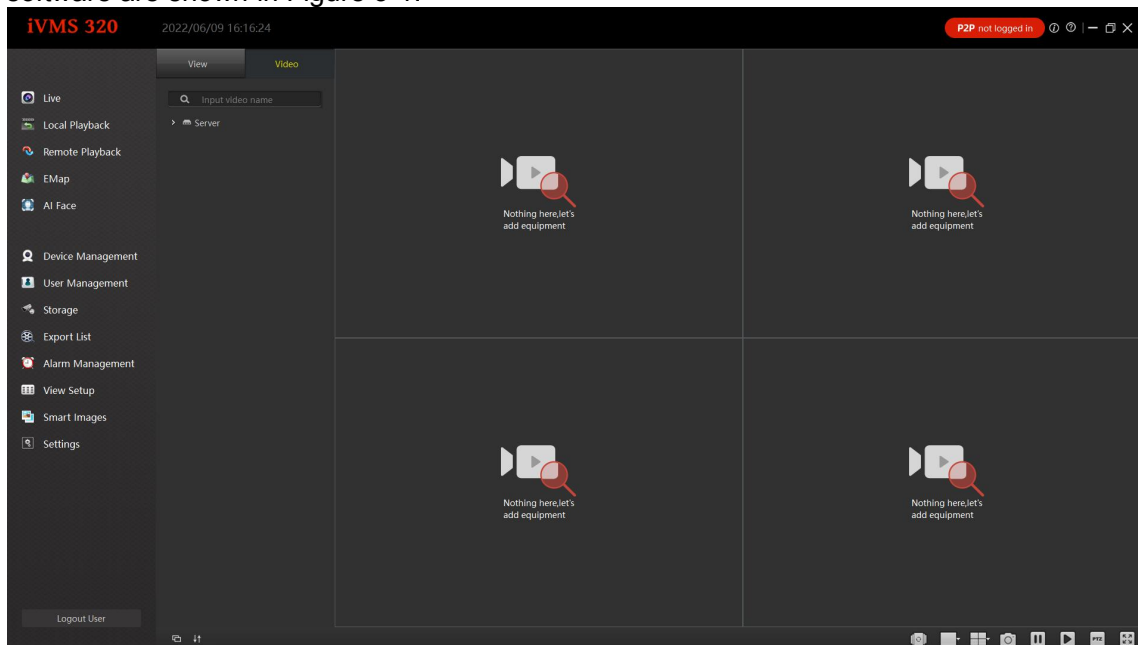 software are shown in Figure
iVMS 320
2022/06/09 16:16:24
P2P not logged in
View
Video
Input video name
Server
Live
Local Playback
Remote Playback
EMap
AI Face
Device Management
User Management
Storage
Export List
Alarm Management
View Setup
Smart Images
Settings
Logout User
Nothing here,let's
add equipment
Nothing here,let's
add equipment
Nothing here,let's
add equipment
Nothing here,let's
add equipment
PTZ